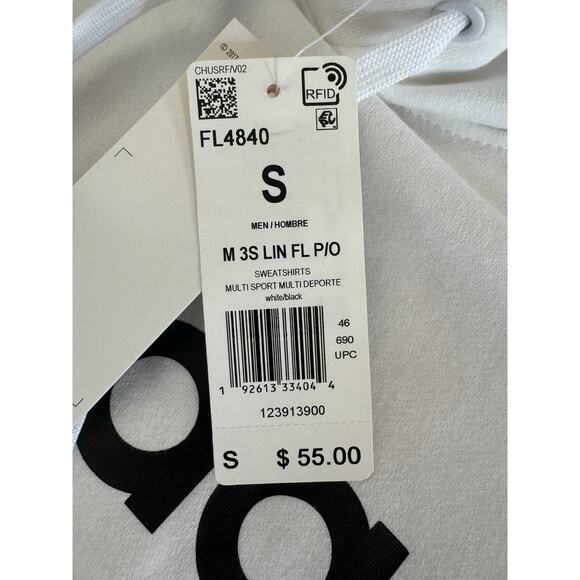 © 2017
CHUSRF/V02
RFID
FL4840
S
MEN / HOMBRE
M 3S LIN FL P/O
SWEATSHIRTS
MULTI SPORT MULTI DEPORTE
white/black
46
690
UPC
1 92613 33404 4
123913900
S $ 55.00